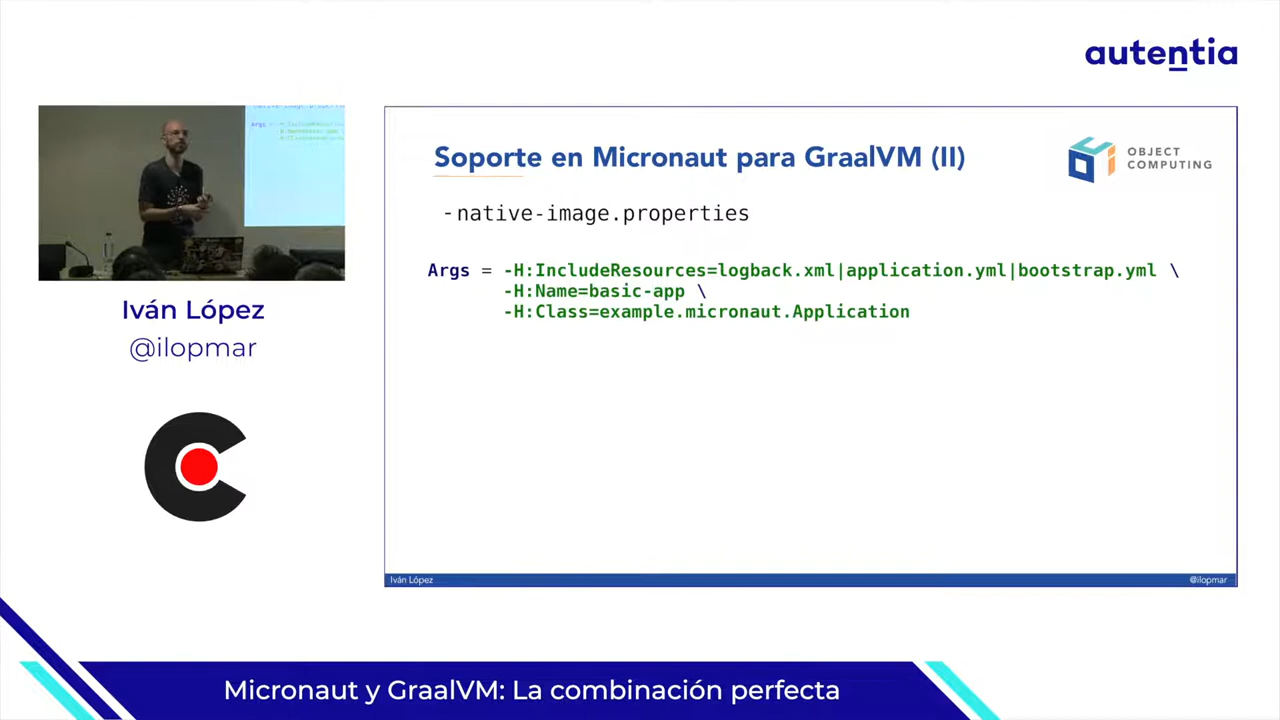 autentia
Soporte en Micronaut para GraalVM (II)
OBJECT
COMPUTING
-native-image.properties
Args = -H:IncludeResources=logback.xml|application.yml|bootstrap.yml \
-H:Name=basic-app \
-H:Class=example.micronaut.Application
Iván López
@ilopmar
Iván López
@ilopmar
Micronaut y GraalVM: La combinación perfecta